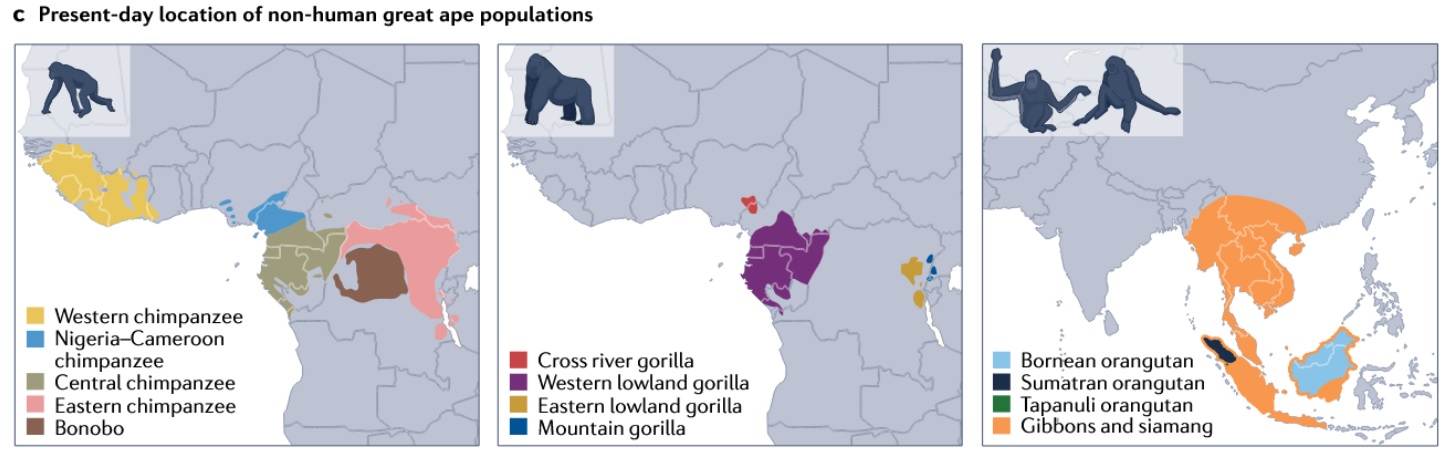 c Present-day location of non-human great ape populations
Western chimpanzee
Nigeria–Cameroon
chimpanzee
Central chimpanzee
Eastern chimpanzee
Bonobo
Cross river gorilla
Western lowland gorilla
Eastern lowland gorilla
Mountain gorilla
Bornean orangutan
Sumatran orangutan
Tapanuli orangutan
Gibbons and siamang